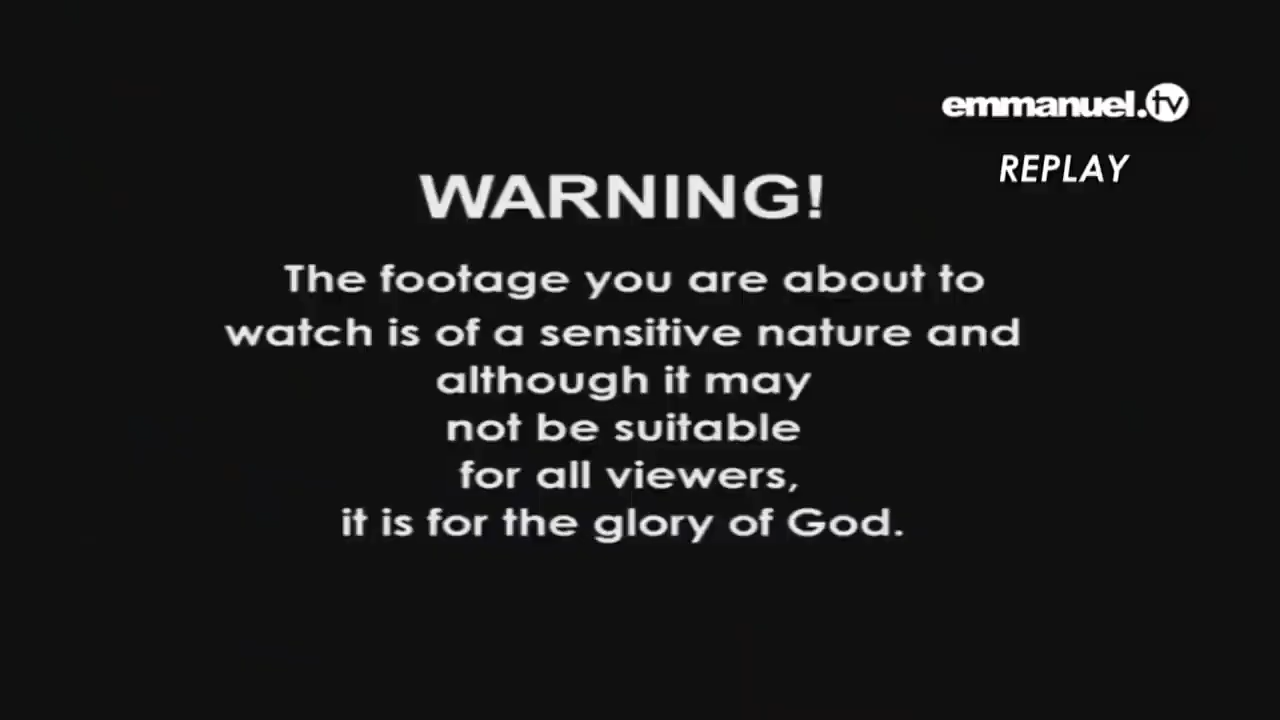 emmanuel.tv
REPLAY
WARNING!
The footage you are about to
watch is of a sensitive nature and
although it may
not be suitable
for all viewers,
it is for the glory of God.